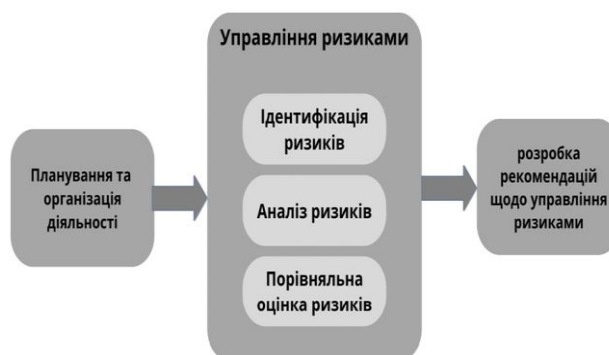 Планування та
організація
діяльності
Управління ризиками
Ідентифікація
ризиків
Аналіз ризиків
Порівняльна
оцінка ризиків
розробка
рекомендацій
щодо управління
ризиками